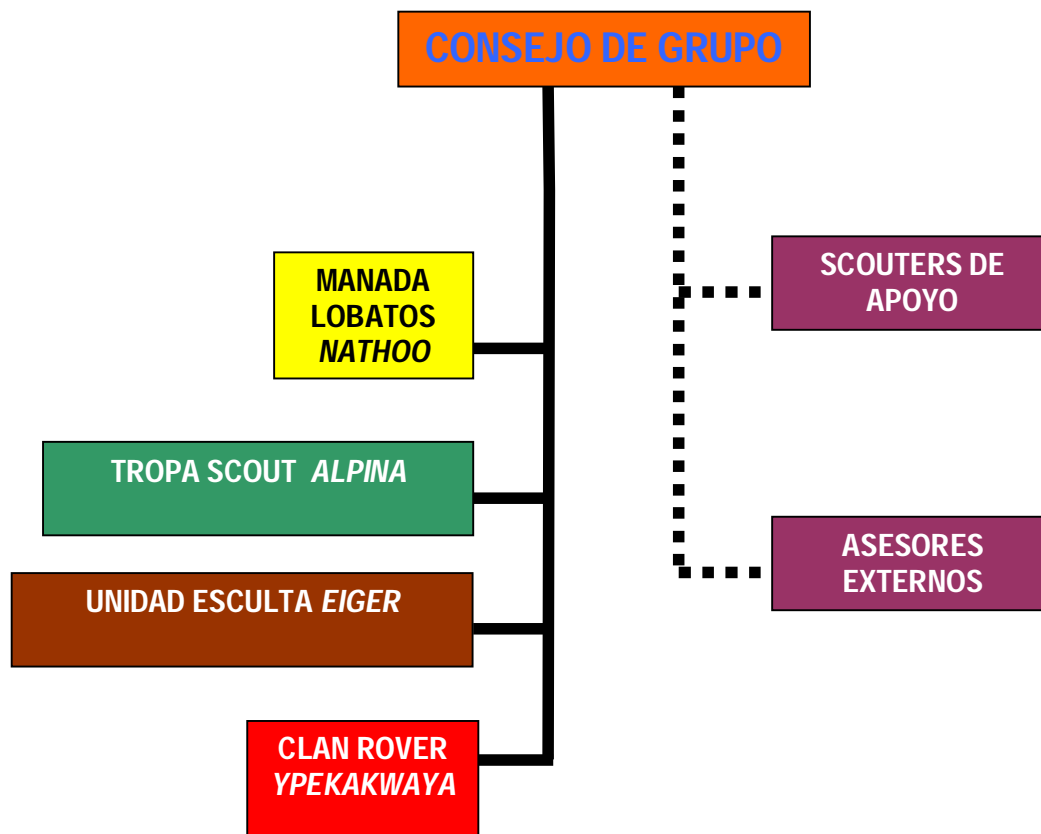 CONSEJO DE GRUPO
MANADA
LOBATOS
NATHOO
SCOUTERS DE
APOYO
TROPA SCOUT ALPINA
ASESORES
EXTERNOS
UNIDAD ESCULTA EIGER
CLAN ROVER
YPEKAKWAYA